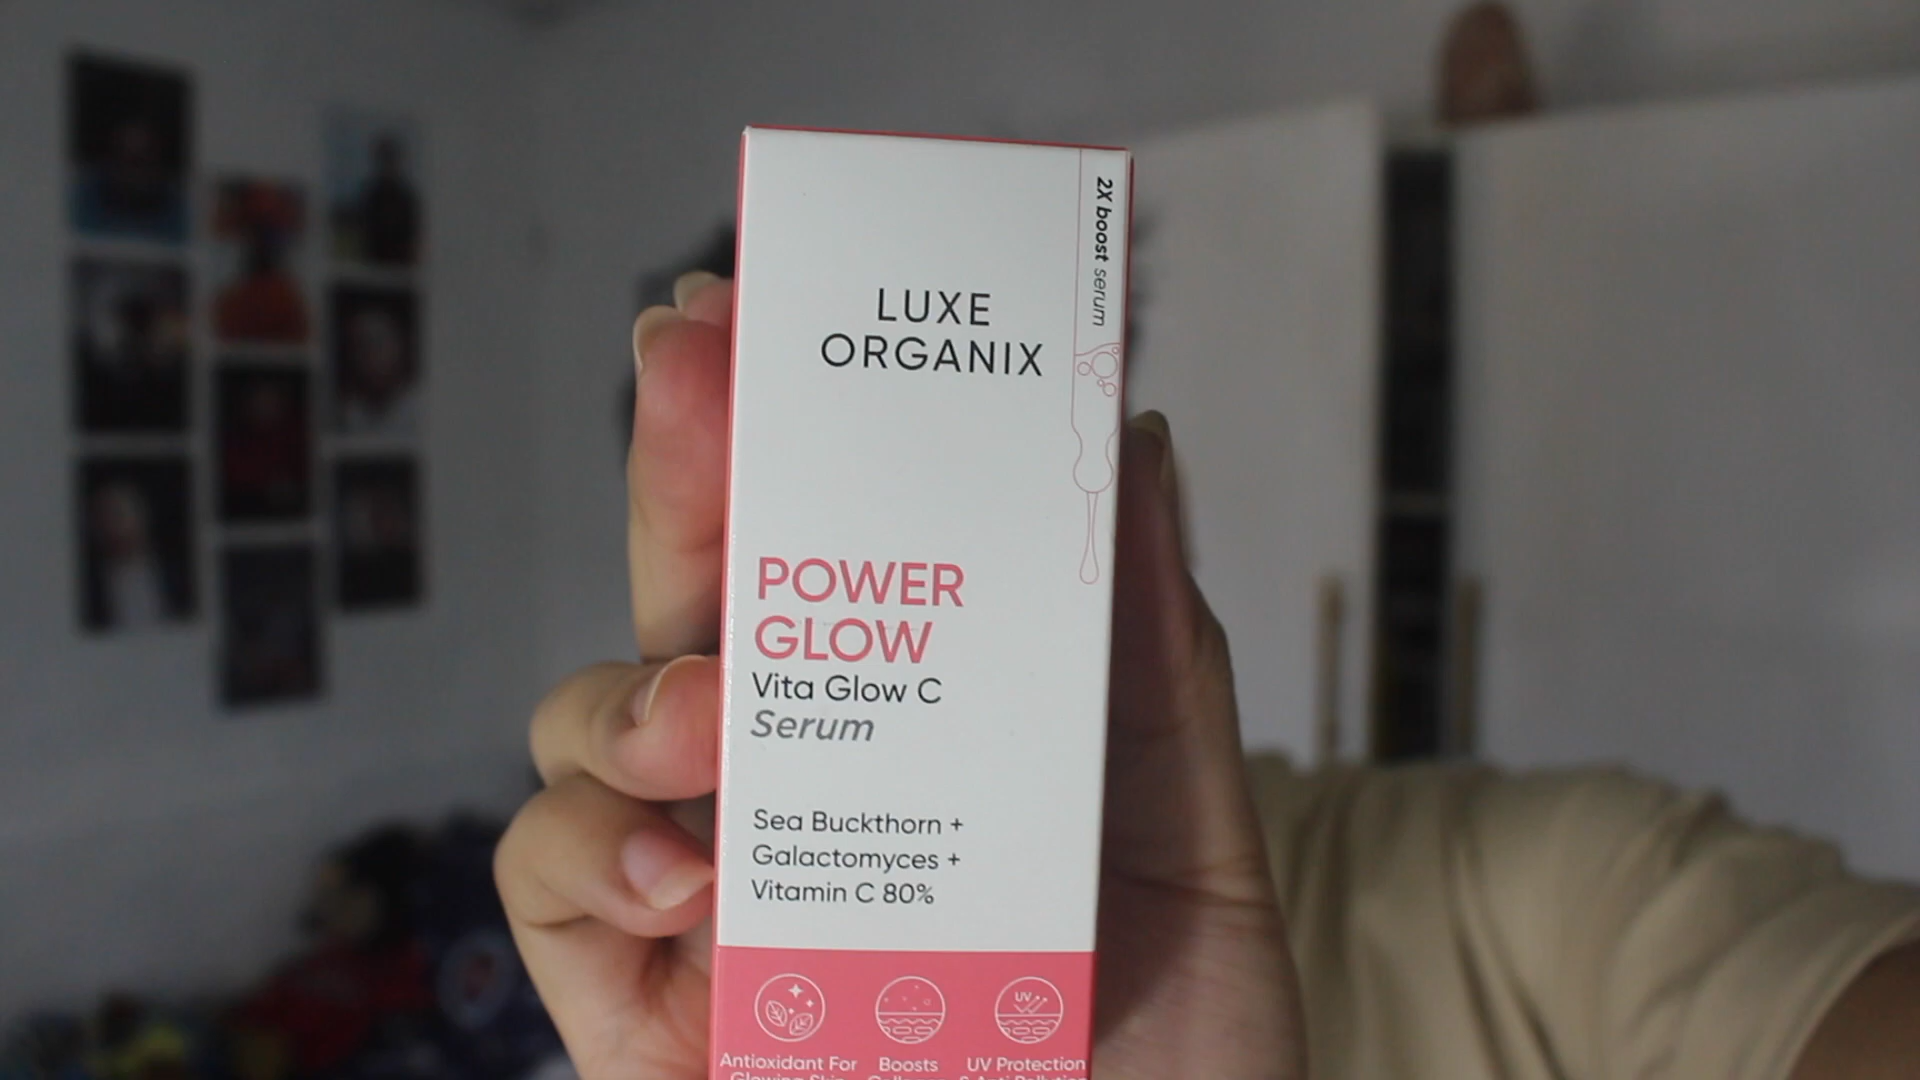 2X boost serum
LUXE
ORGANIX
POWER
GLOW
Vita Glow C
Serum
Sea Buckthorn +
Galactomyces +
Vitamin C 80%
UV
Antioxidant For
Boosts
UV Protection